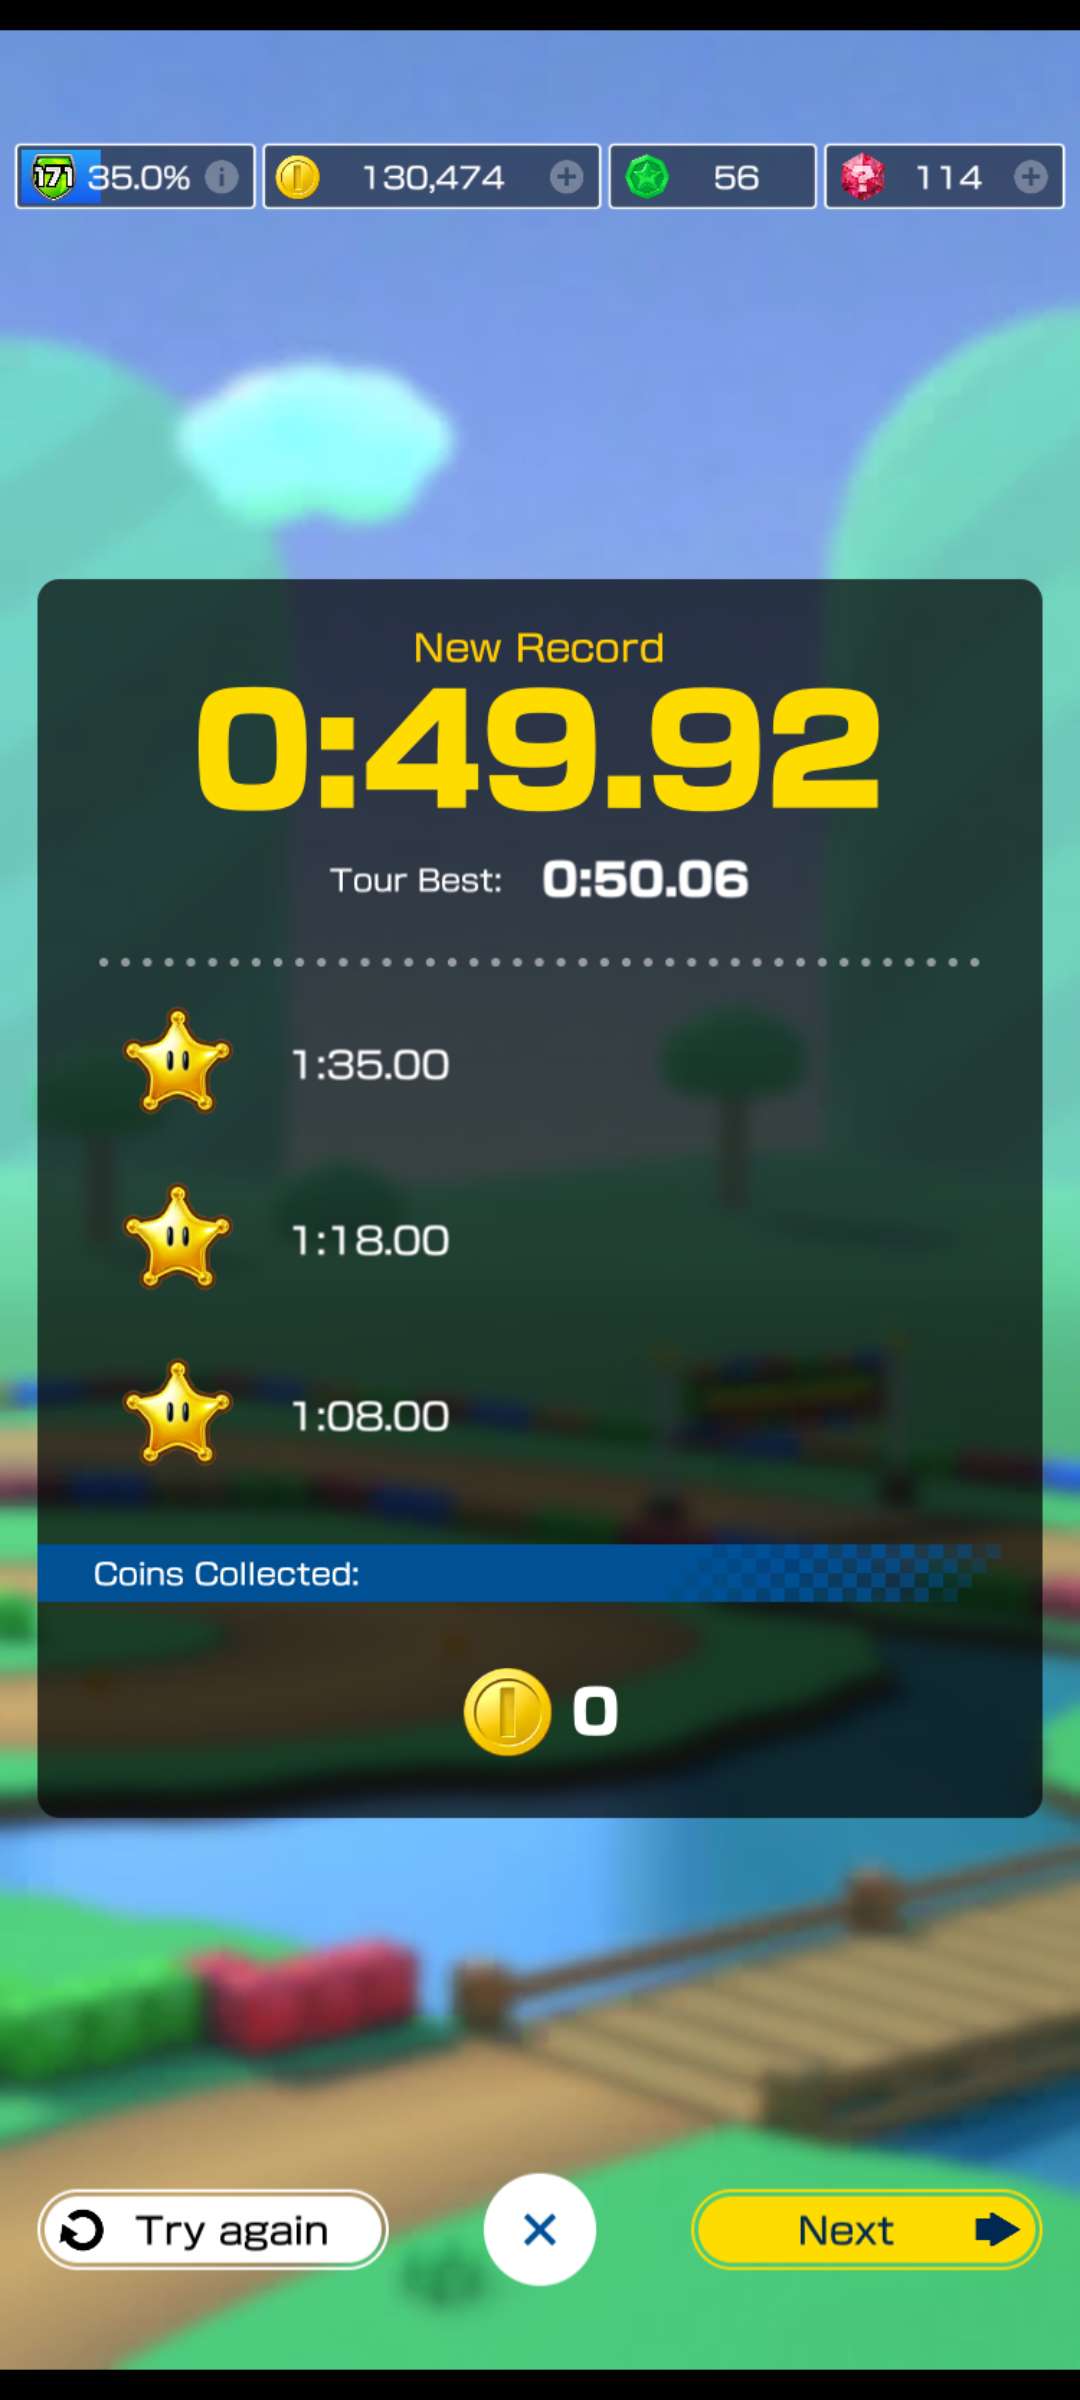 171 35.0% i 130,474 + 56 ? 114 +
New Record
0:49.92
Tour Best: 0:50.06
1:35.00
1:18.00
1:08.00
Coins Collected:
0
Try again × Next